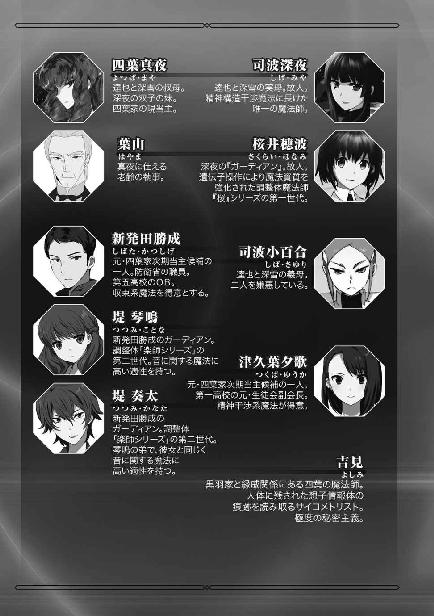 四葉真夜
よつば・まや
達也と深雪の叔母。
深夜の双子の妹。
四葉家の現当主。
司波深夜
しば・みや
達也と深雪の実母。故人。
精神構造干渉魔法に長けた
唯一の魔法師。
葉山
はやま
真夜に仕える
老齢の執事。
桜井穂波
さくらい・ほなみ
深夜の『ガーディアン』。故人。
遺伝子操作により魔法資質を
強化された調整体魔法師
『桜』シリーズの第一世代。
新発田勝成
しばた・かつしげ
元・四葉家次期当主候補の
一人。防衛省の職員。
第五高校のOB。
収束系魔法を得意とする。
司波小百合
しば・さゆり
達也と深雪の義母。
二人を嫌悪している。
堤 琴鳴
つつみ・ことな
新発田勝成のガーディアン。
調整体『楽師シリーズ』の
第二世代。音に関する魔法に
高い適性を持つ。
津久葉夕歌
つくば・ゆうか
元・四葉家次期当主候補の一人。
第一高校の元・生徒会副会長。
精神干渉系魔法が得意。
堤 奏太
つつみ・かなた
新発田勝成の
ガーディアン。調整体
『楽師シリーズ』の第二世代。
琴鳴の弟で、彼女と同じく
音に関する魔法に
高い適性を持つ。
吉見
よしみ
黒羽家と縁戚関係にある四葉の魔法師。
人体に残された想子情報体の
痕跡を読み取るサイコメトリスト。
極度の秘密主義。